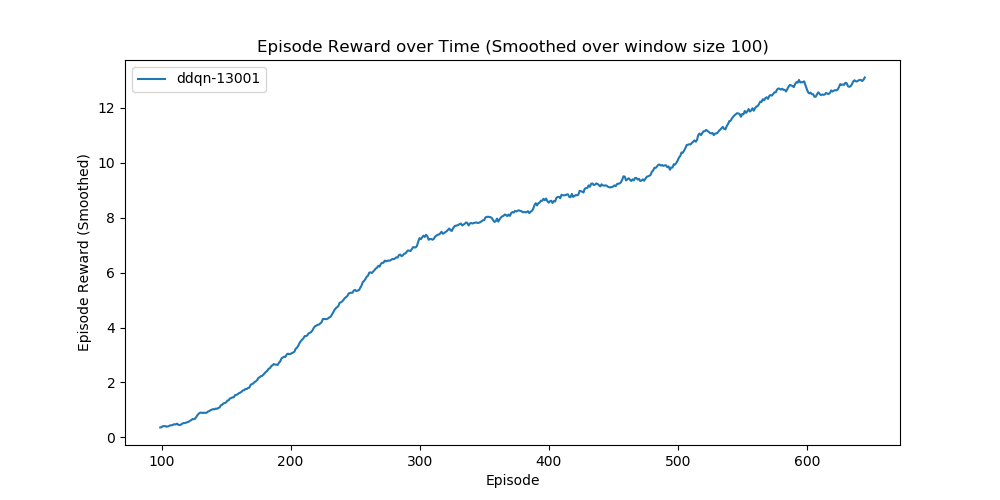 Episode Reward over Time (Smoothed over window size 100)
ddqn-13001
Episode Reward (Smoothed)
12
10
8
6
4
2
0
100 200 300 400 500 600
Episode